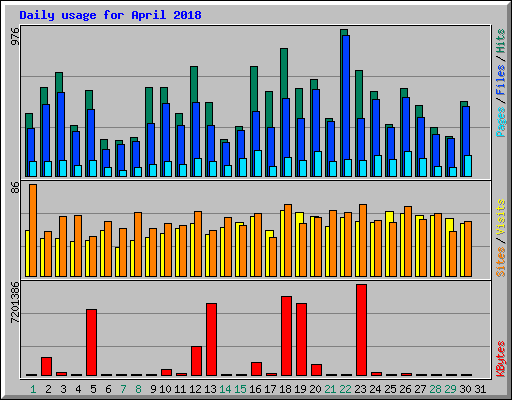 Daily usage for April 2018
976
Pages / Files / Hits
86
Sites / Visits
7201386
KBytes
1 2 3 4 5 6 7 8 9 10 11 12 13 14 15 16 17 18 19 20 21 22 23 24 25 26 27 28 29 30 31